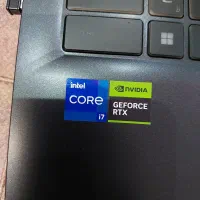 intel
CORE
i7
NVIDIA
GEFORCE
RTX